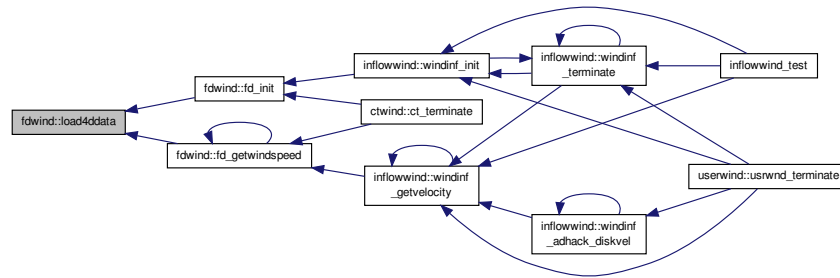 fdwind::load4ddata
fdwind::fd_init
fdwind::fd_getwindspeed
inflowwind::windinf_init
ctwind::ct_terminate
inflowwind::windinf
_getvelocity
inflowwind::windinf
_terminate
inflowwind::windinf
_adhack_diskvel
inflowwind_test
userwind::usrwnd_terminate